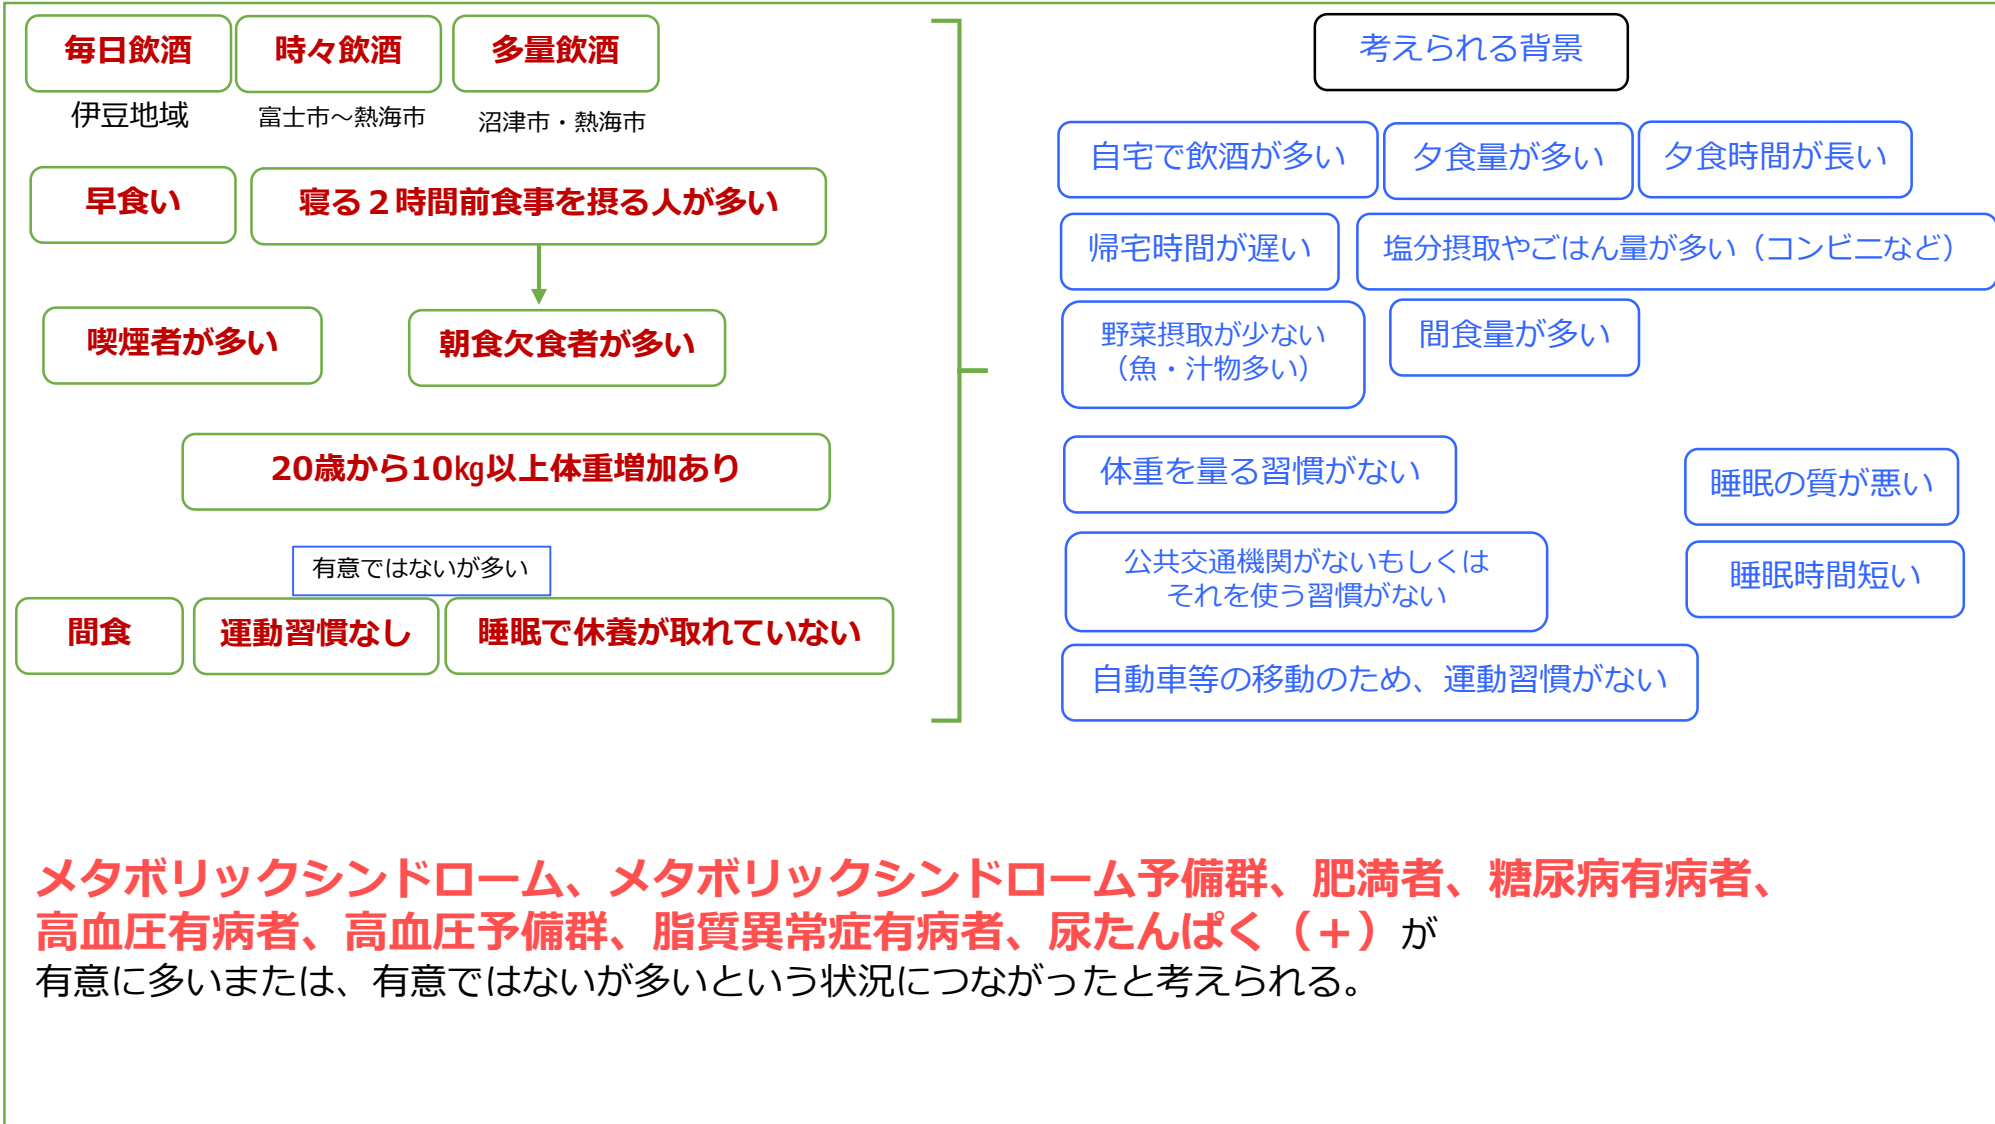 毎日飲酒
時々飲酒
多量飲酒
伊豆地域
富士市～熱海市
沼津市・熱海市
早食い
寝る２時間前食事を摂る人が多い
喫煙者が多い
朝食欠食者が多い
20歳から10㎏以上体重増加あり
有意ではないが多い
間食
運動習慣なし
睡眠で休養が取れていない
考えられる背景
自宅で飲酒が多い
夕食量が多い
夕食時間が長い
帰宅時間が遅い
塩分摂取やごはん量が多い（コンビニなど）
野菜摂取が少ない
（魚・汁物多い）
間食量が多い
体重を量る習慣がない
睡眠の質が悪い
公共交通機関がないもしくは
それを使う習慣がない
睡眠時間短い
自動車等の移動のため、運動習慣がない
メタボリックシンドローム、メタボリックシンドローム予備群、肥満者、糖尿病有病者、
高血圧有病者、高血圧予備群、脂質異常症有病者、尿たんぱく（＋）が
有意に多いまたは、有意ではないが多いという状況につながったと考えられる。